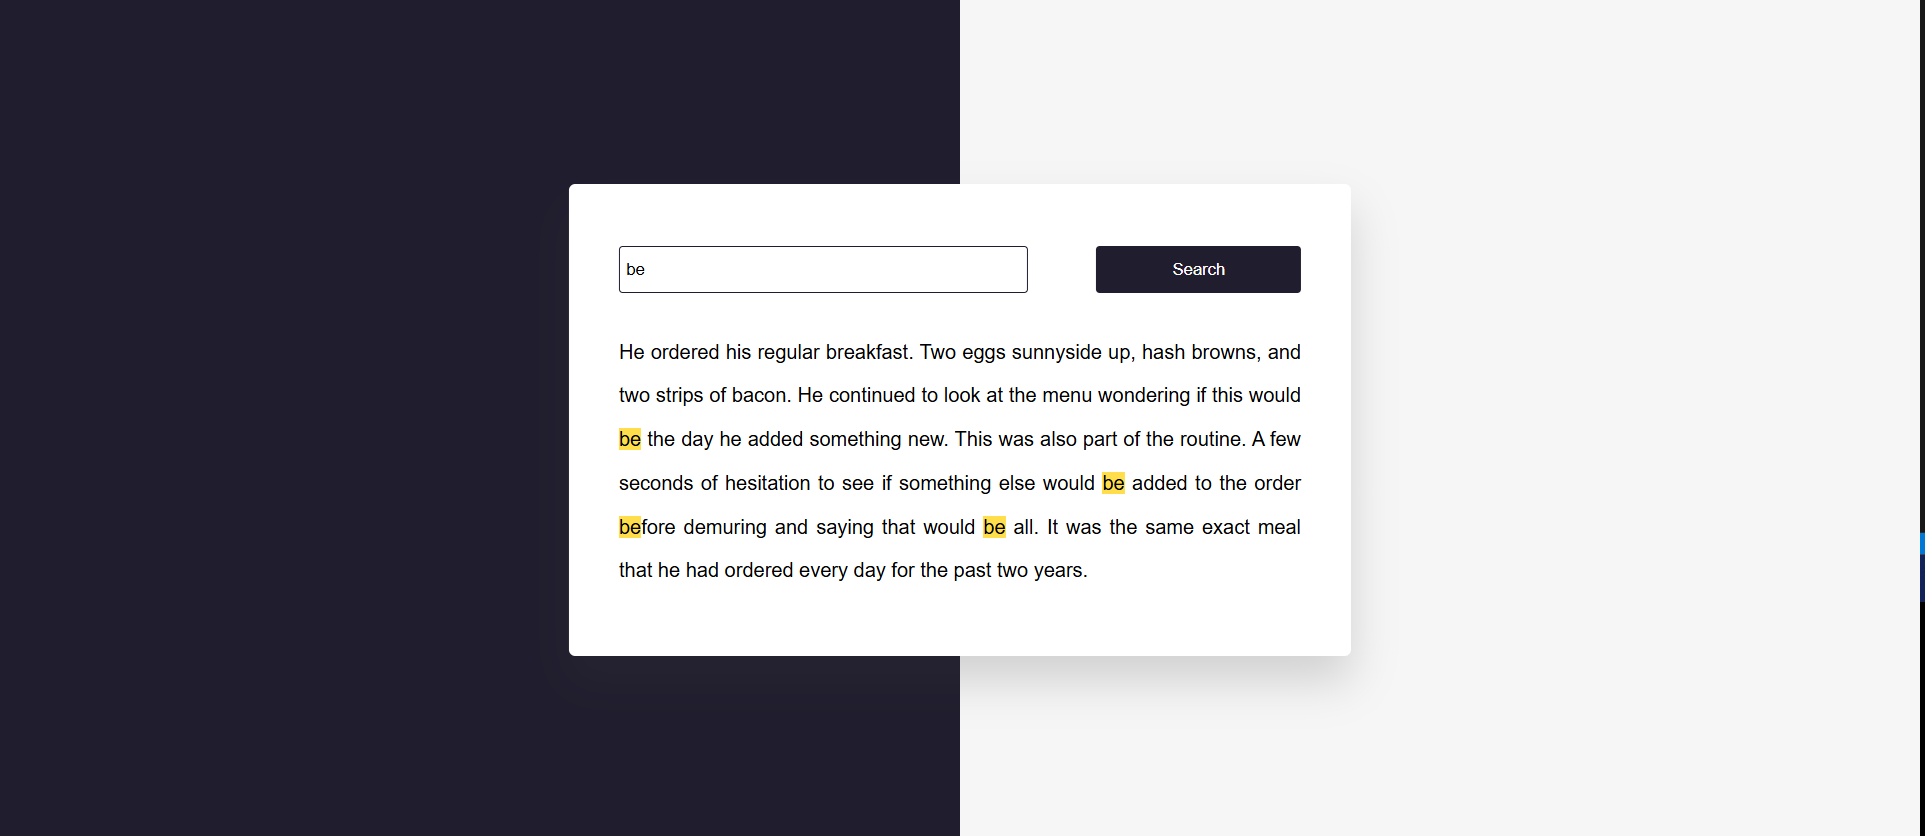 be
Search
He ordered his regular breakfast. Two eggs sunnyside up, hash browns, and
two strips of bacon. He continued to look at the menu wondering if this would
be the day he added something new. This was also part of the routine. A few
seconds of hesitation to see if something else would be added to the order
before demuring and saying that would be all. It was the same exact meal
that he had ordered every day for the past two years.